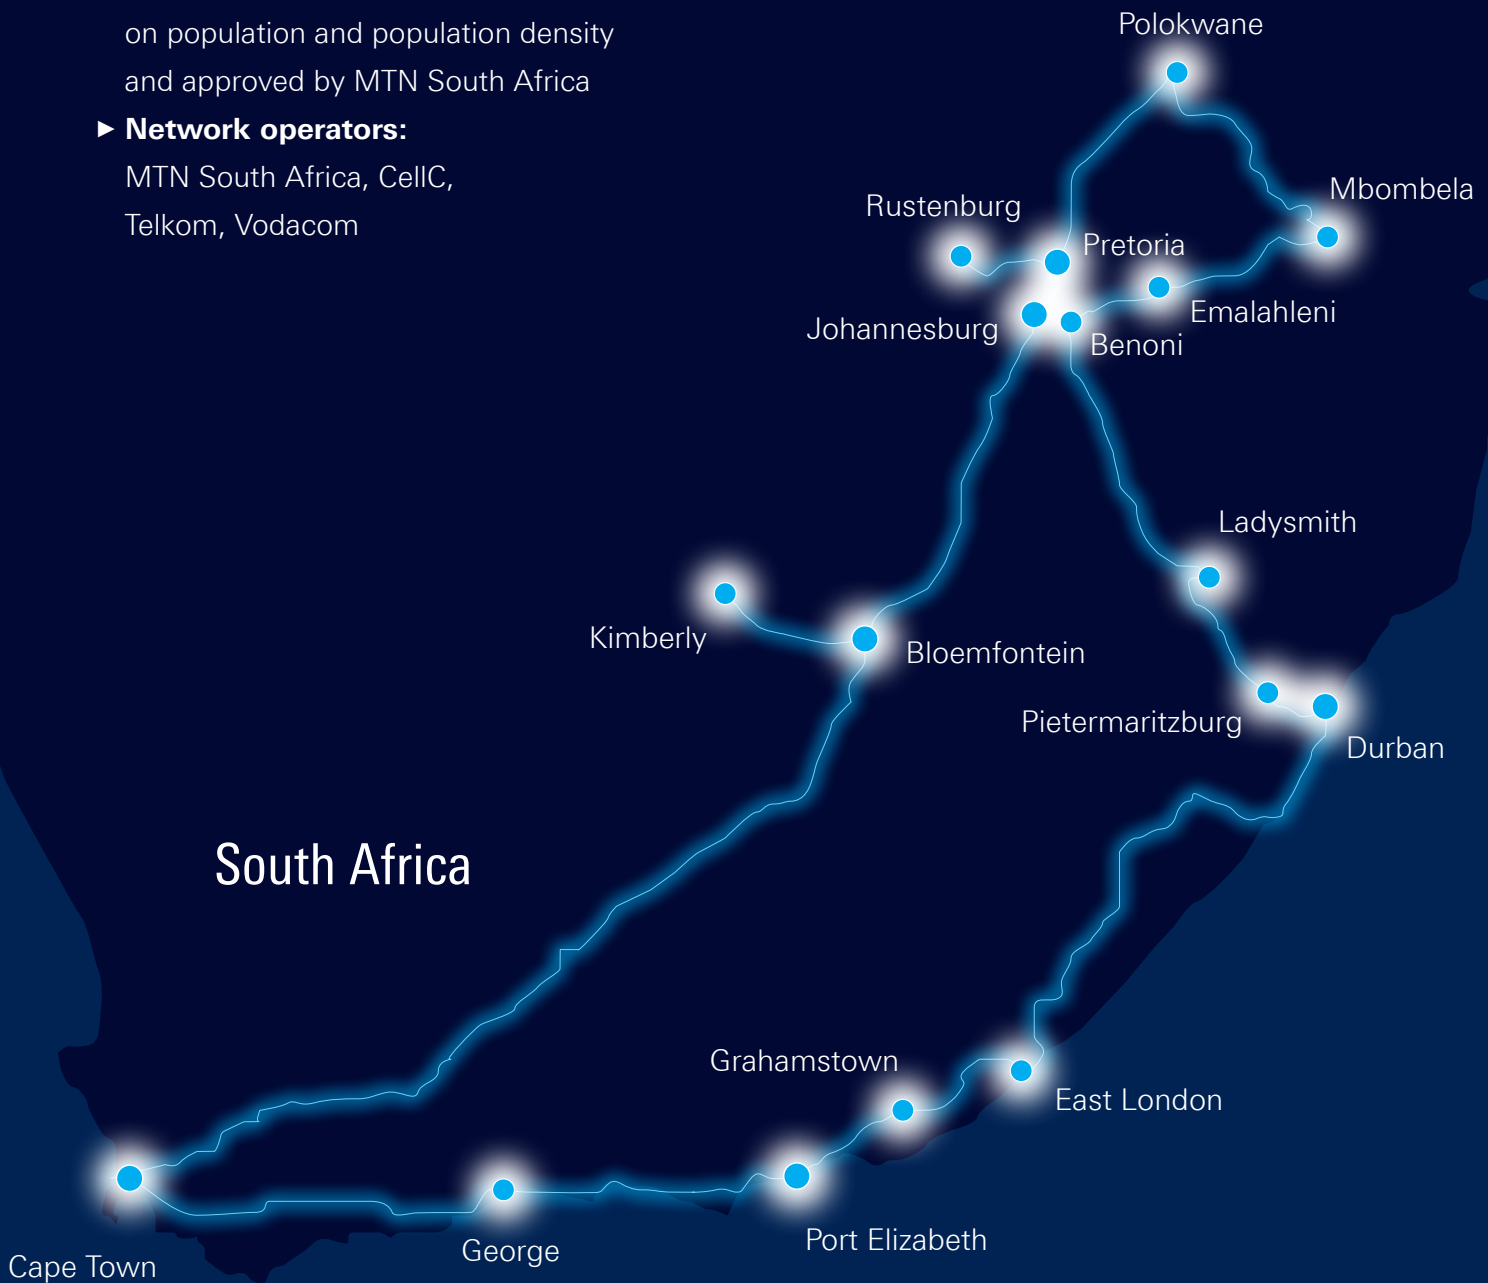 on population and population density
and approved by MTN South Africa
► Network operators:
MTN South Africa, CellC,
Telkom, Vodacom
Polokwane
Mbombela
Rustenburg
Pretoria
Emalahleni
Johannesburg
Benoni
Ladysmith
Kimberly
Bloemfontein
Pietermaritzburg
Durban
South Africa
Grahamstown
East London
Port Elizabeth
George
Cape Town